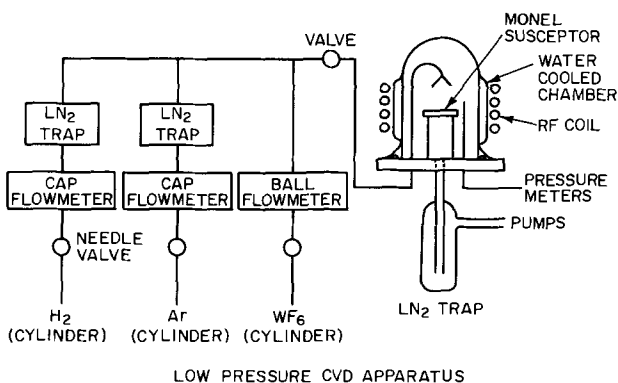 VALVE
MONEL
SUSCEPTOR
WATER
COOLED
CHAMBER
RF COIL
LN2
TRAP
LN2
TRAP
CAP
FLOWMETER
CAP
FLOWMETER
BALL
FLOWMETER
PRESSURE
METERS
PUMPS
NEEDLE
VALVE
LN2 TRAP
H2
(CYLINDER)
Ar
(CYLINDER)
WF6
(CYLINDER)
LOW PRESSURE CVD APPARATUS